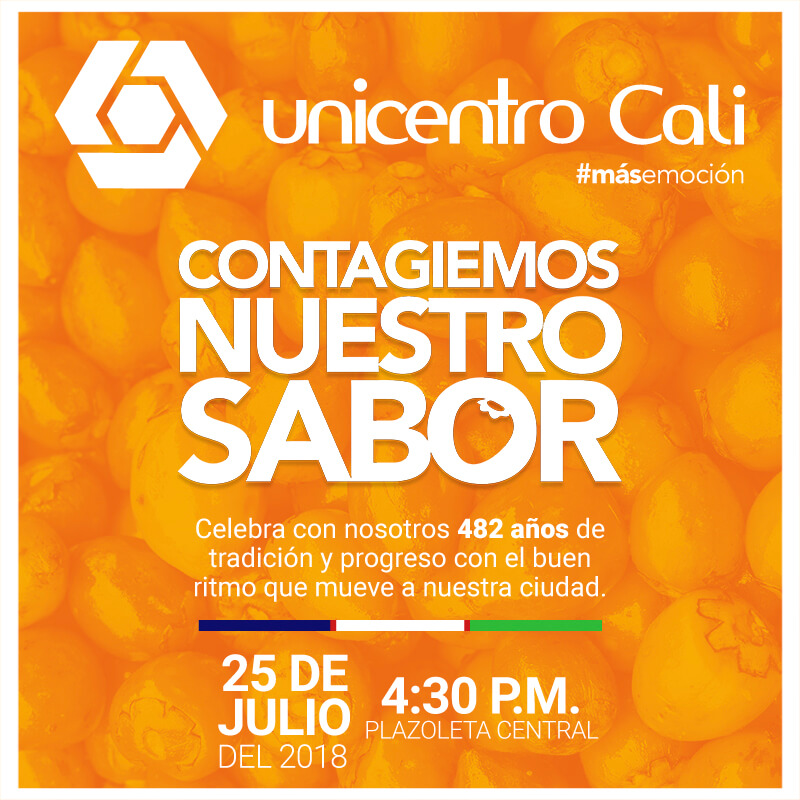 unicentro Cali
#másemoción
CONTAGIEMOS
NUESTRO
SABOR
Celebra con nosotros 482 años de
tradición y progreso con el buen
ritmo que mueve a nuestra ciudad.
25 DE
JULIO
DEL 2018
4:30 P.M.
PLAZOLETA CENTRAL